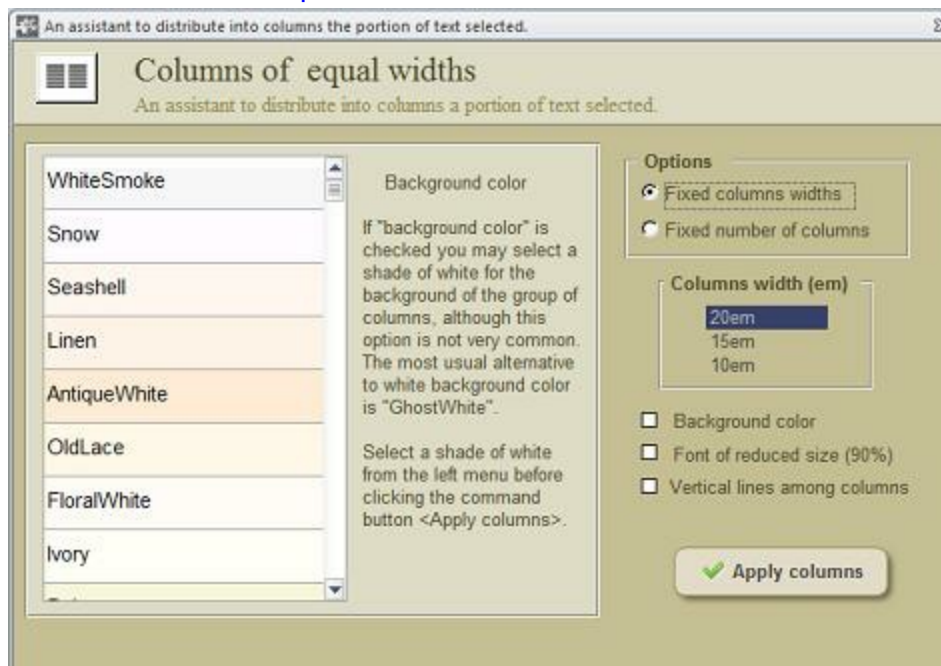 An assistant to distribute into columns the portion of text selected.
Columns of equal widths
An assistant to distribute into columns a portion of text selected.
WhiteSmoke
Snow
Seashell
Linen
AntiqueWhite
OldLace
FloralWhite
Ivory
Background color
If "background color" is
checked you may select a
shade of white for the
background of the group of
columns, although this
option is not very common.
The most usual alternative
to white background color
is "GhostWhite".
Select a shade of white
from the left menu before
clicking the command
button <Apply columns>.
Options
Fixed columns widths
Fixed number of columns
Columns width (em)
20em
15em
10em
Background color
Font of reduced size (90%)
Vertical lines among columns
Apply columns